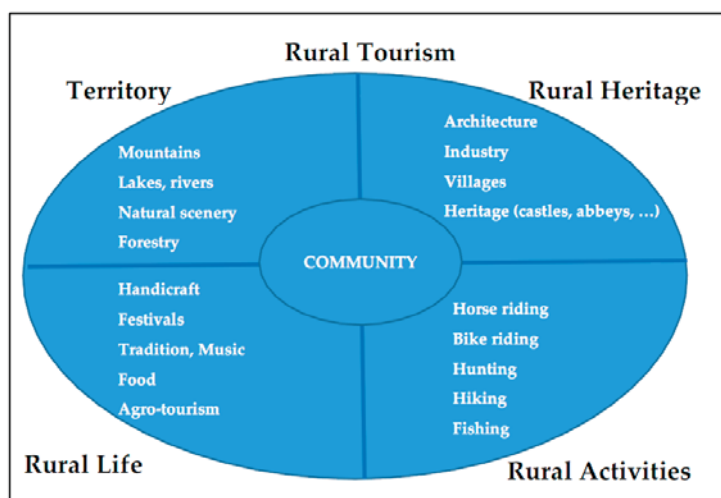 Rural Tourism
Territory
Mountains
Lakes, rivers
Natural scenery
Forestry
Rural Heritage
Architecture
Industry
Villages
Heritage (castles, abbeys, ...)
COMMUNITY
Handicraft
Festivals
Tradition, Music
Food
Agro-tourism
Rural Life
Horse riding
Bike riding
Hunting
Hiking
Fishing
Rural Activities